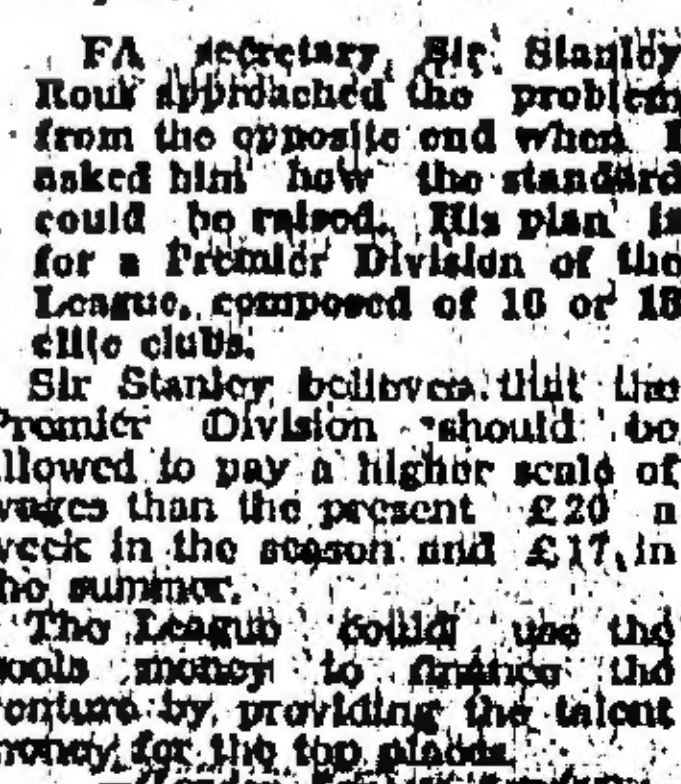 FA secretary, Sir Stanley
Rous approached the problem
from the opposite end when I
asked him how the standard
could be raised. His plan is
for a Premier Division of the
League, composed of 16 or 18
elite clubs.
Sir Stanley believes that the
Premier Division should be
allowed to pay a higher scale of
wages than the present £20 a
week in the season and £17 in
the summer.
The League could use the
pools money to finance the
venture by providing the talent
money for the top places